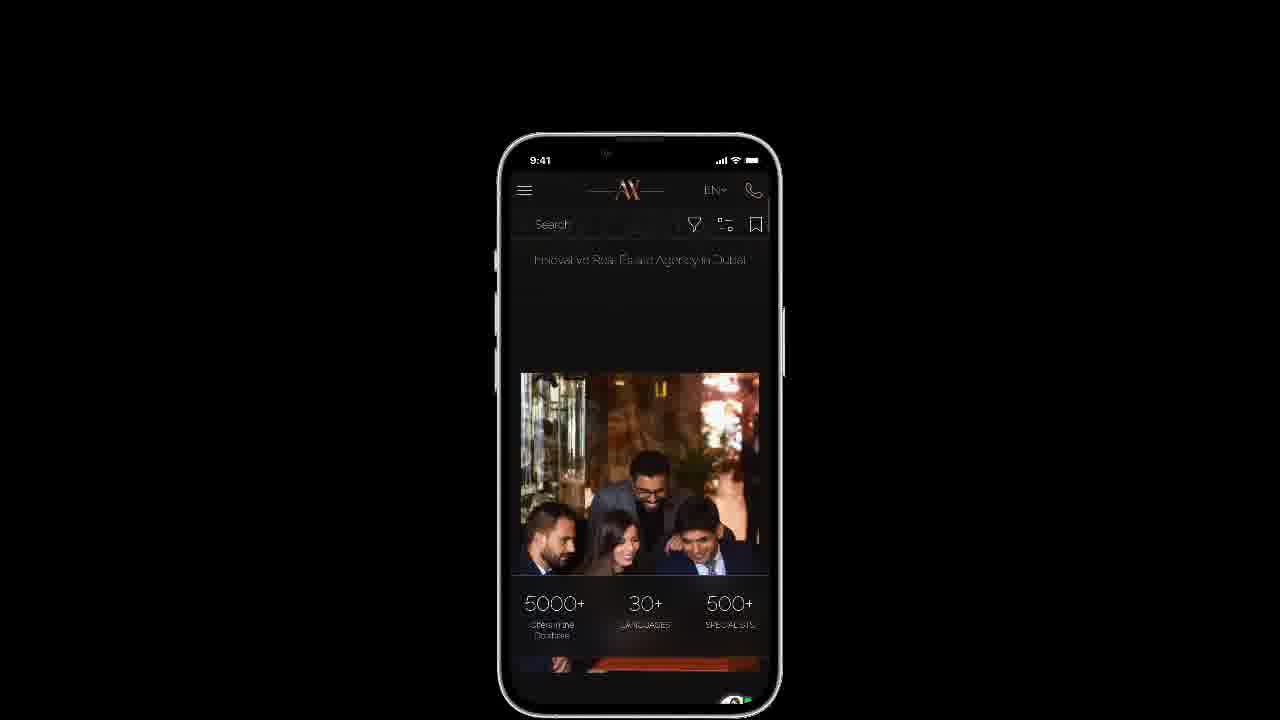 9:41
AX
EN
Search
Innovative Real Estate Agency in Dubai
5000+ 30+ 500+
Offers in the LANGUAGES SPECIALISTS
Database